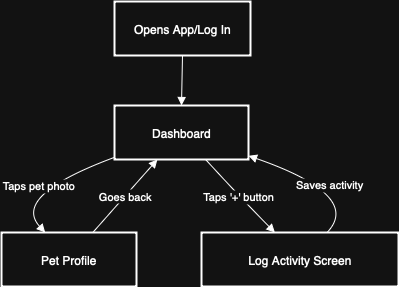 Opens App/Log In
Dashboard
Taps pet photo
Goes back
Taps '+' button
Saves activity
Pet Profile
Log Activity Screen